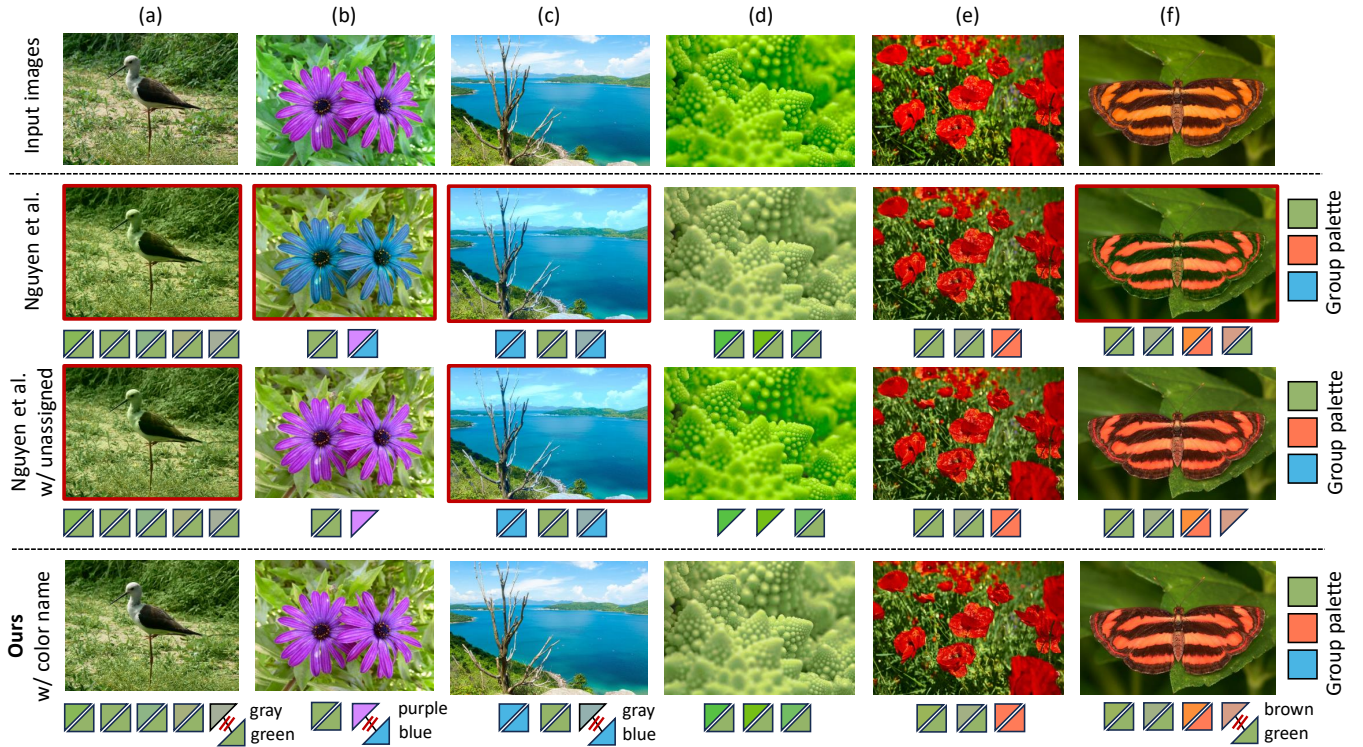 (a) (b) (c) (d) (e) (f)
Input images
Nguyen et al.
Group palette
Nguyen et al.
w/ unassigned
Group palette
Ours
w/ color name
Group palette
gray
green
purple
blue
gray
blue
brown
green